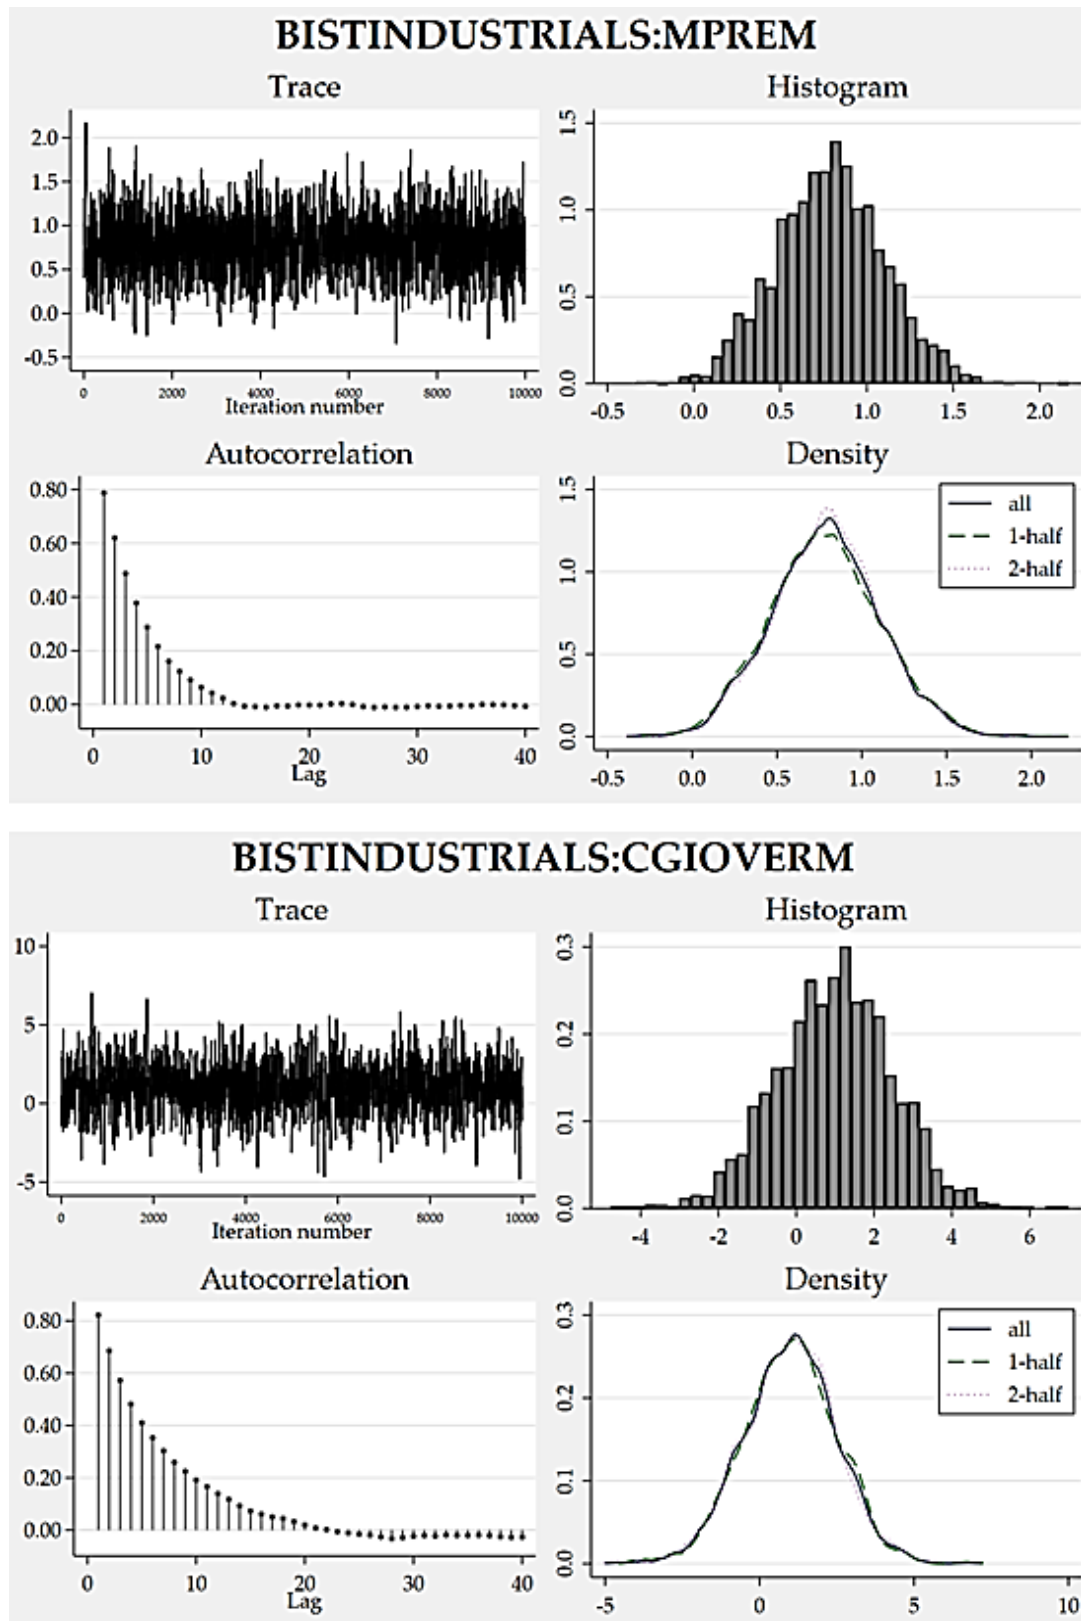 BISTINDUSTRIALS:MPREM
Trace
2.0
1.5
1.0
0.5
0.0
-0.5
0 2000 4000 6000 8000 10000
Iteration number
Histogram
1.5
1.0
0.5
0.0
-0.5 0.0 0.5 1.0 1.5 2.0
Autocorrelation
0.80
0.60
0.40
0.20
0.00
0 10 20 30 40
Lag
Density
1.5
1.0
0.5
0.0
all
1-half
2-half
-0.5 0.0 0.5 1.0 1.5 2.0
BISTINDUSTRIALS:CGIOVERM
Trace
10
5
0
-5
0 2000 4000 6000 8000 10000
Iteration number
Histogram
0.3
0.2
0.1
0.0
-4 -2 0 2 4 6
Autocorrelation
0.80
0.60
0.40
0.20
0.00
0 10 20 30 40
Lag
Density
0.3
0.2
0.1
0.0
all
1-half
2-half
-5 0 5 10